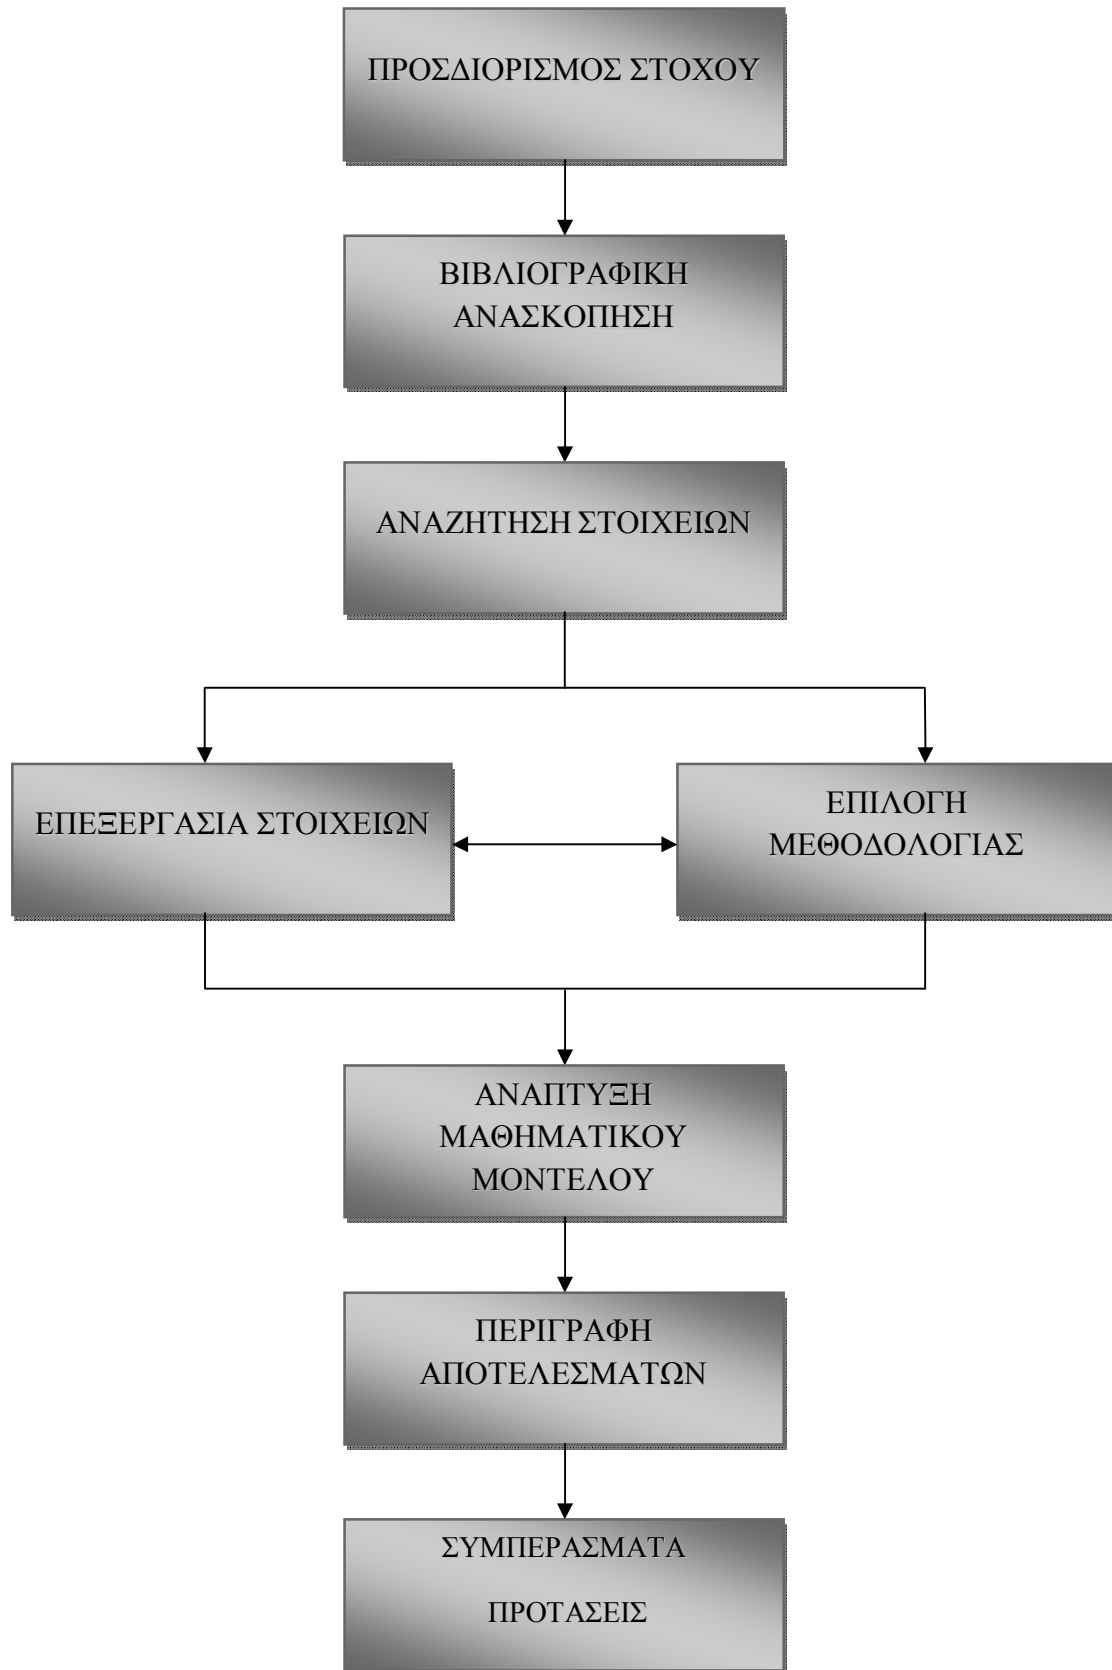 ΠΡΟΣΔΙΟΡΙΣΜΟΣ ΣΤΟΧΟΥ
ΒΙΒΛΙΟΓΡΑΦΙΚΗ
ΑΝΑΣΚΟΠΗΣΗ
ΑΝΑΖΗΤΗΣΗ ΣΤΟΙΧΕΙΩΝ
ΕΠΕΞΕΡΓΑΣΙΑ ΣΤΟΙΧΕΙΩΝ
ΕΠΙΛΟΓΗ
ΜΕΘΟΔΟΛΟΓΙΑΣ
ΑΝΑΠΤΥΞΗ
ΜΑΘΗΜΑΤΙΚΟΥ
ΜΟΝΤΕΛΟΥ
ΠΕΡΙΓΡΑΦΗ
ΑΠΟΤΕΛΕΣΜΑΤΩΝ
ΣΥΜΠΕΡΑΣΜΑΤΑ
ΠΡΟΤΑΣΕΙΣ